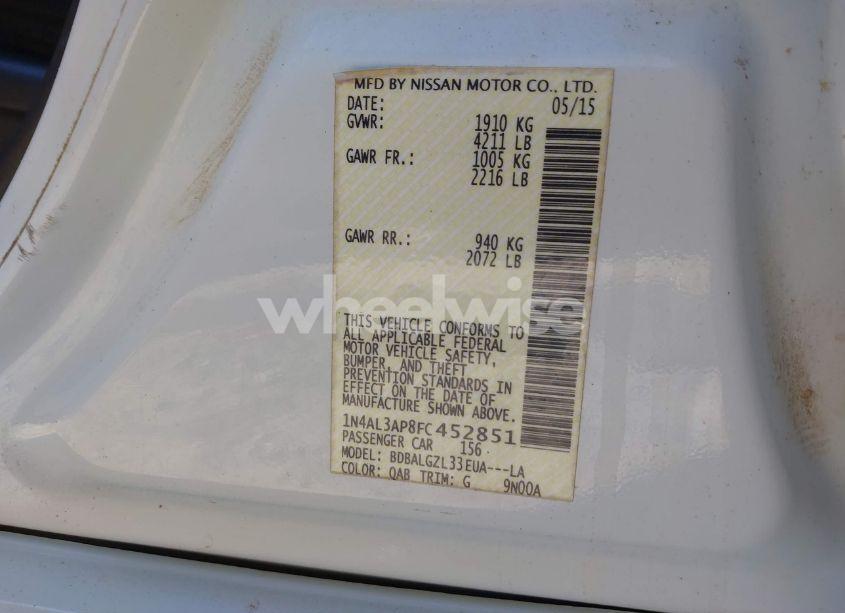 MFD BY NISSAN MOTOR CO., LTD.
DATE: 05/15
GVWR: 1910 KG
4211 LB
GAWR FR.: 1005 KG
2216 LB
GAWR RR.: 940 KG
2072 LB
wheelwise
THIS VEHICLE CONFORMS TO
ALL APPLICABLE FEDERAL
MOTOR VEHICLE SAFETY,
BUMPER, AND THEFT
PREVENTION STANDARDS IN
EFFECT ON THE DATE OF
MANUFACTURE SHOWN ABOVE.
1N4AL3AP8FC452851
PASSENGER CAR 156
MODEL: BDBALGZL33EUA---LA
COLOR: QAB TRIM: G 9N00A